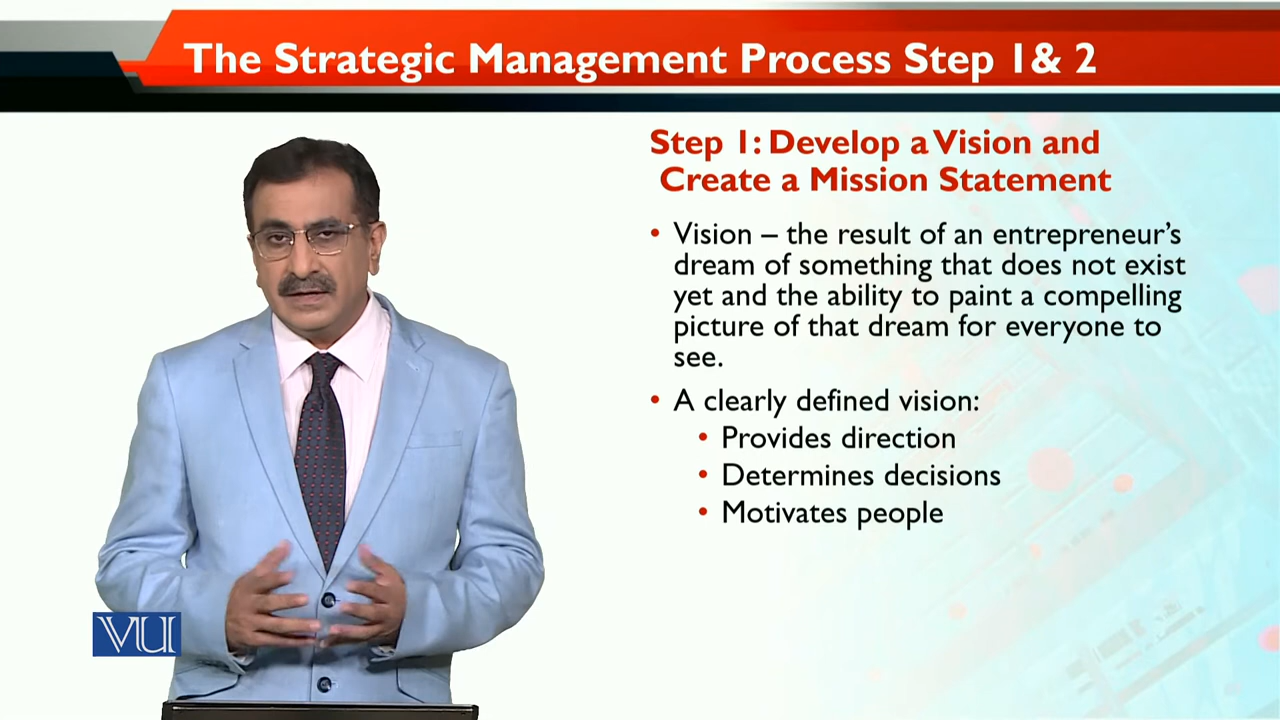 The Strategic Management Process Step 1& 2
Step 1: Develop a Vision and
Create a Mission Statement
• Vision – the result of an entrepreneur's
dream of something that does not exist
yet and the ability to paint a compelling
picture of that dream for everyone to
see.
• A clearly defined vision:
• Provides direction
• Determines decisions
• Motivates people
VU